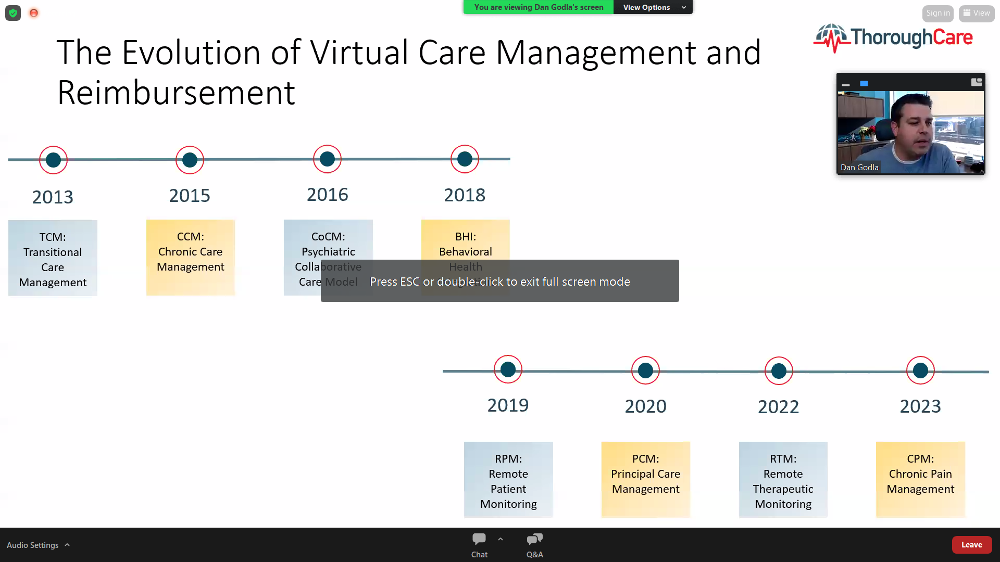 You are viewing Dan Godla's screen
View Options
Sign in
View
The Evolution of Virtual Care Management and
Reimbursement
ThoroughCare
Dan Godla
2013
2015
2016
2018
TCM:
Transitional
Care
Management
CCM:
Chronic Care
Management
CoCM:
Psychiatric
Collaborative
Care Model
BHI:
Behavioral
Health
Press ESC or double-click to exit full screen mode
2019
2020
2022
2023
RPM:
Remote
Patient
Monitoring
PCM:
Principal Care
Management
RTM:
Remote
Therapeutic
Monitoring
CPM:
Chronic Pain
Management
Audio Settings
Chat
Q&A
Leave